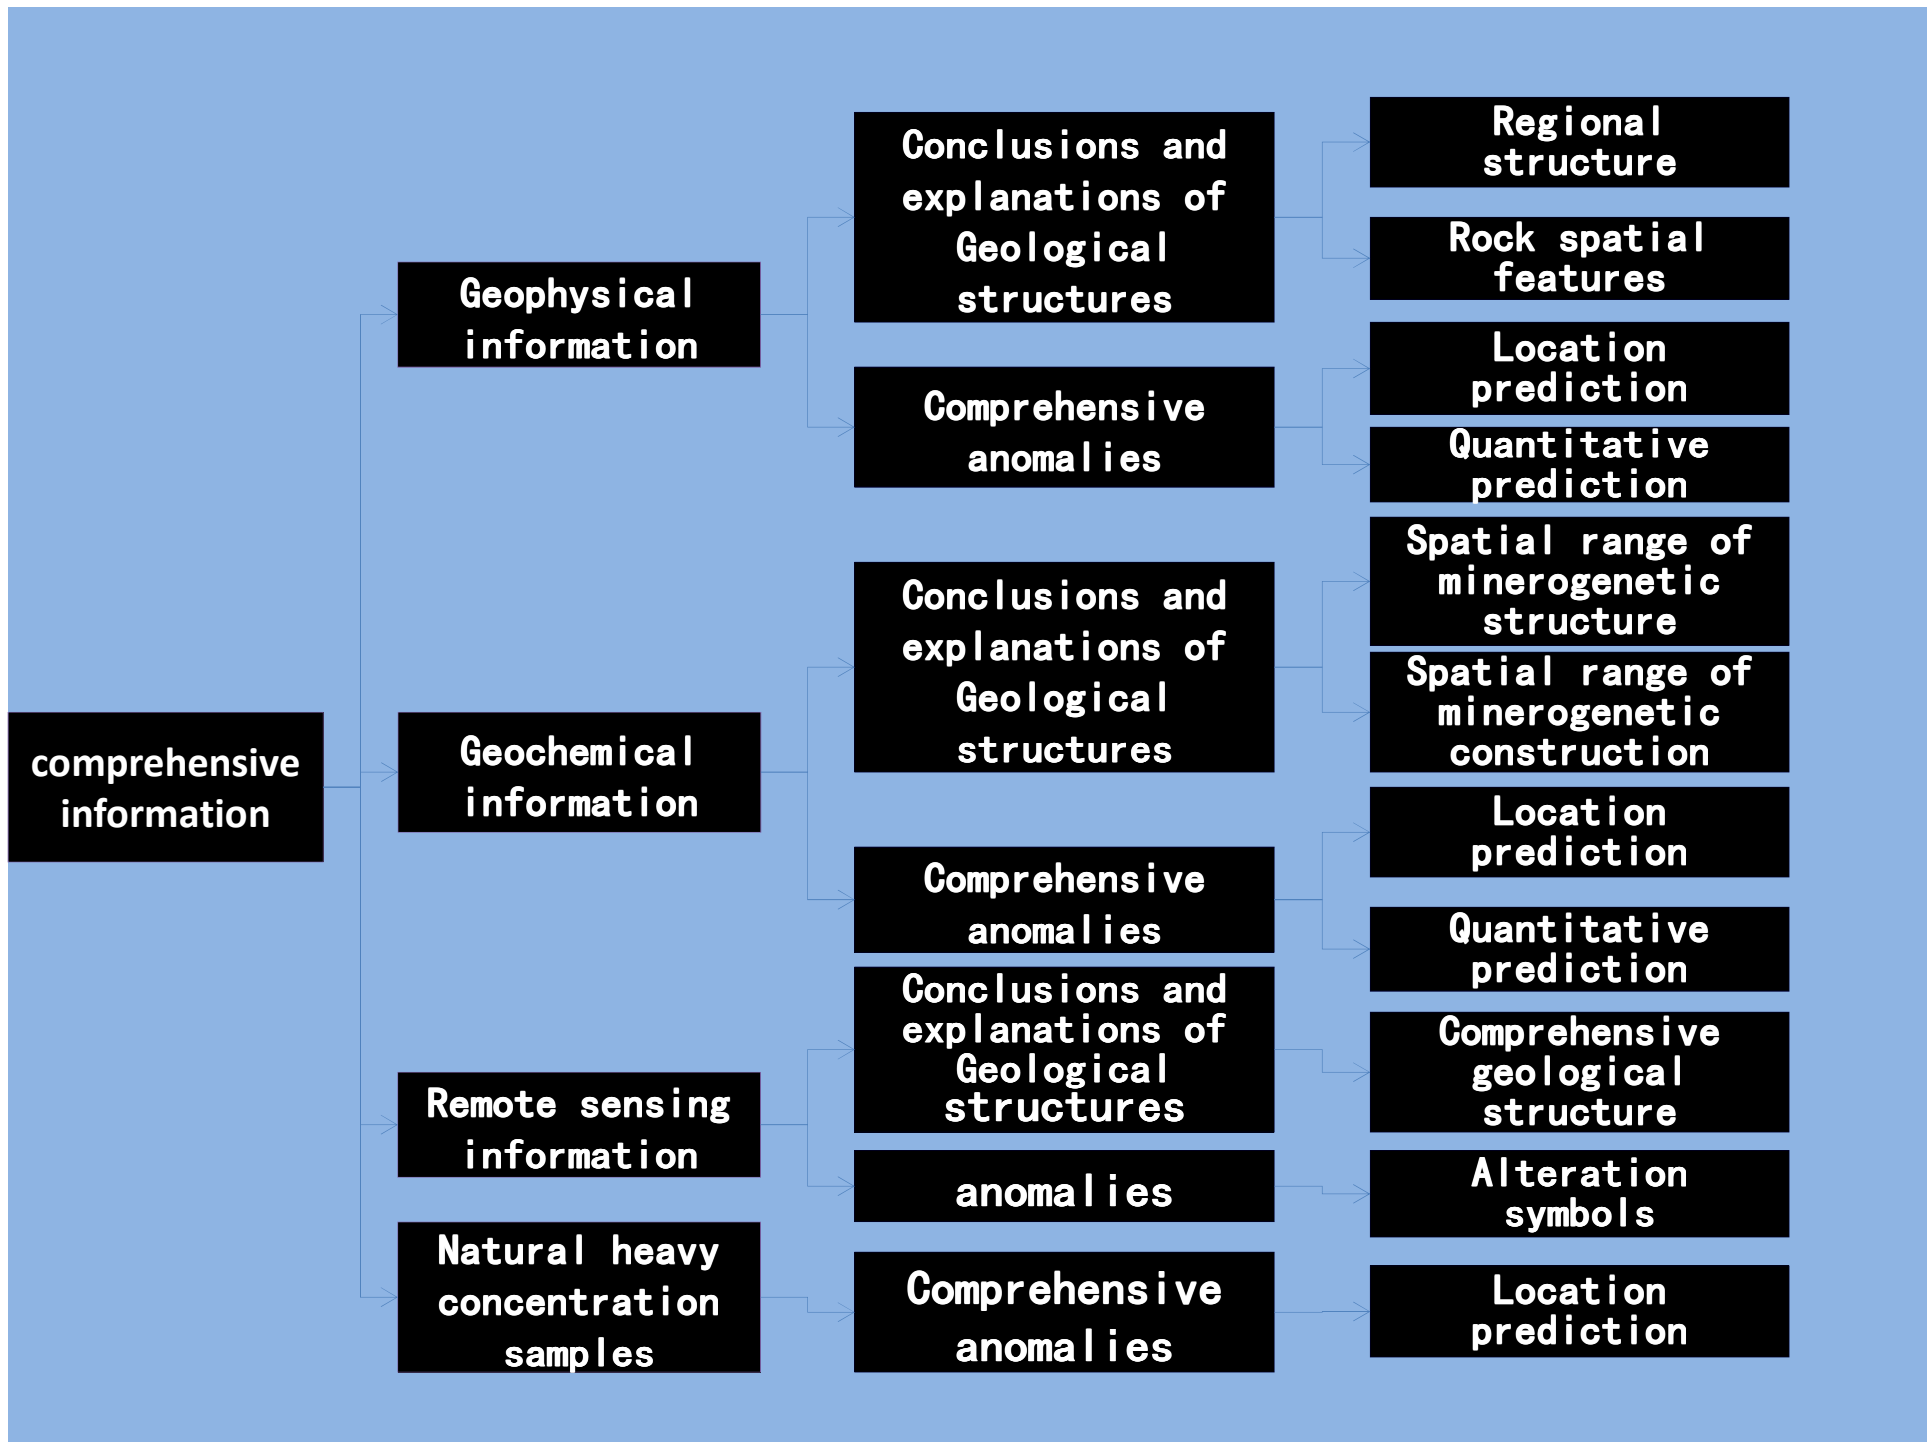 comprehensive
information
Geophysical
information
Geochemical
information
Remote sensing
information
Natural heavy
concentration
samples
Conclusions and
explanations of
Geological
structures
Comprehensive
anomalies
Conclusions and
explanations of
Geological
structures
Comprehensive
anomalies
Conclusions and
explanations of
Geological
structures
anomalies
Comprehensive
anomalies
Regional
structure
Rock spatial
features
Location
prediction
Quantitative
prediction
Spatial range of
minerogenetic
structure
Spatial range of
minerogenetic
construction
Location
prediction
Quantitative
prediction
Comprehensive
geological
structure
Alteration
symbols
Location
prediction